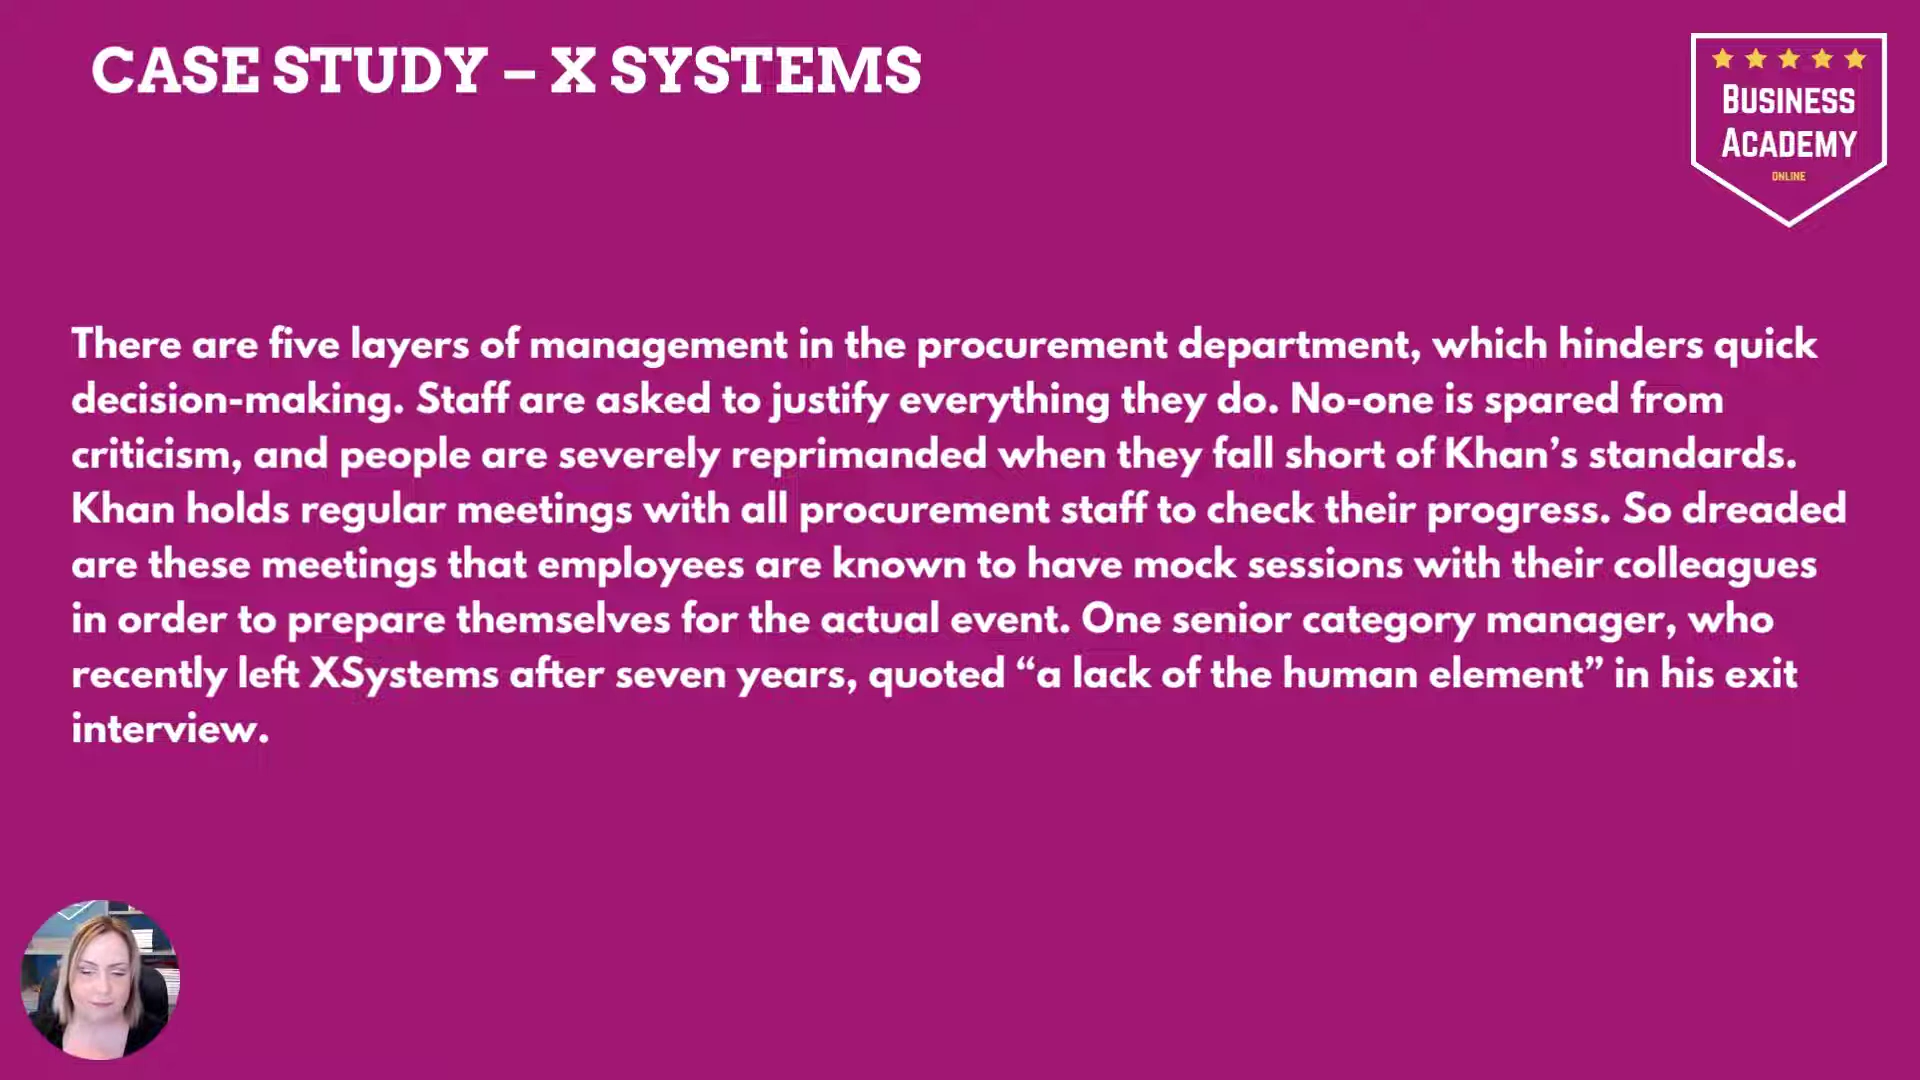 CASE STUDY – X SYSTEMS
BUSINESS
ACADEMY
ONLINE
There are five layers of management in the procurement department, which hinders quick
decision-making. Staff are asked to justify everything they do. No-one is spared from
criticism, and people are severely reprimanded when they fall short of Khan’s standards.
Khan holds regular meetings with all procurement staff to check their progress. So dreaded
are these meetings that employees are known to have mock sessions with their colleagues
in order to prepare themselves for the actual event. One senior category manager, who
recently left XSystems after seven years, quoted “a lack of the human element” in his exit
interview.